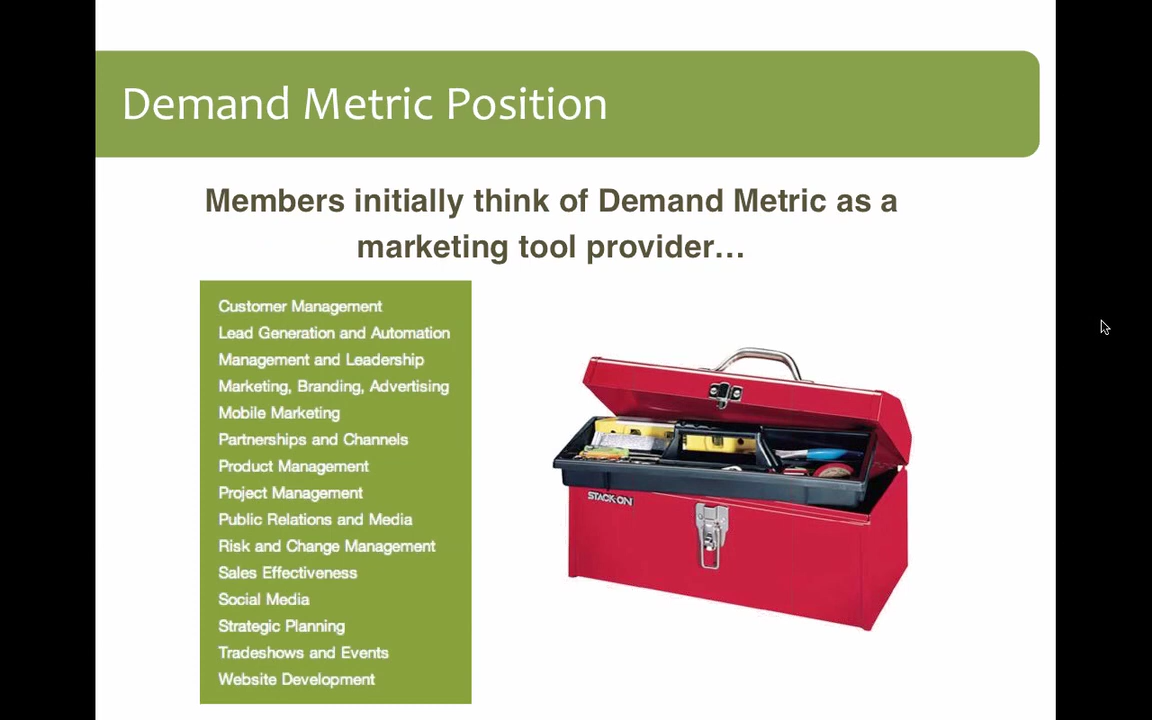 Demand Metric Position
Members initially think of Demand Metric as a
marketing tool provider…
Customer Management
Lead Generation and Automation
Management and Leadership
Marketing, Branding, Advertising
Mobile Marketing
Partnerships and Channels
Product Management
Project Management
Public Relations and Media
Risk and Change Management
Sales Effectiveness
Social Media
Strategic Planning
Tradeshows and Events
Website Development
STACK-ON